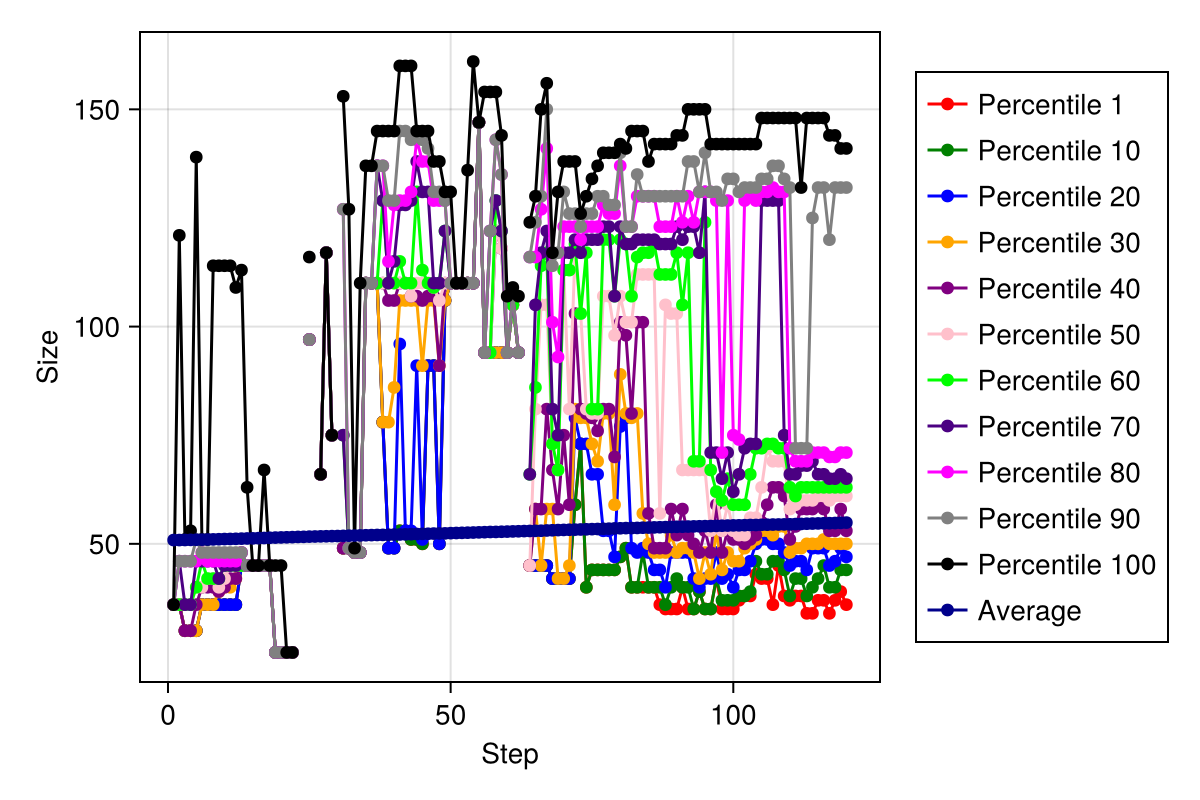 150
100
50
Size
0
50
100
Step
Percentile 1
Percentile 10
Percentile 20
Percentile 30
Percentile 40
Percentile 50
Percentile 60
Percentile 70
Percentile 80
Percentile 90
Percentile 100
Average